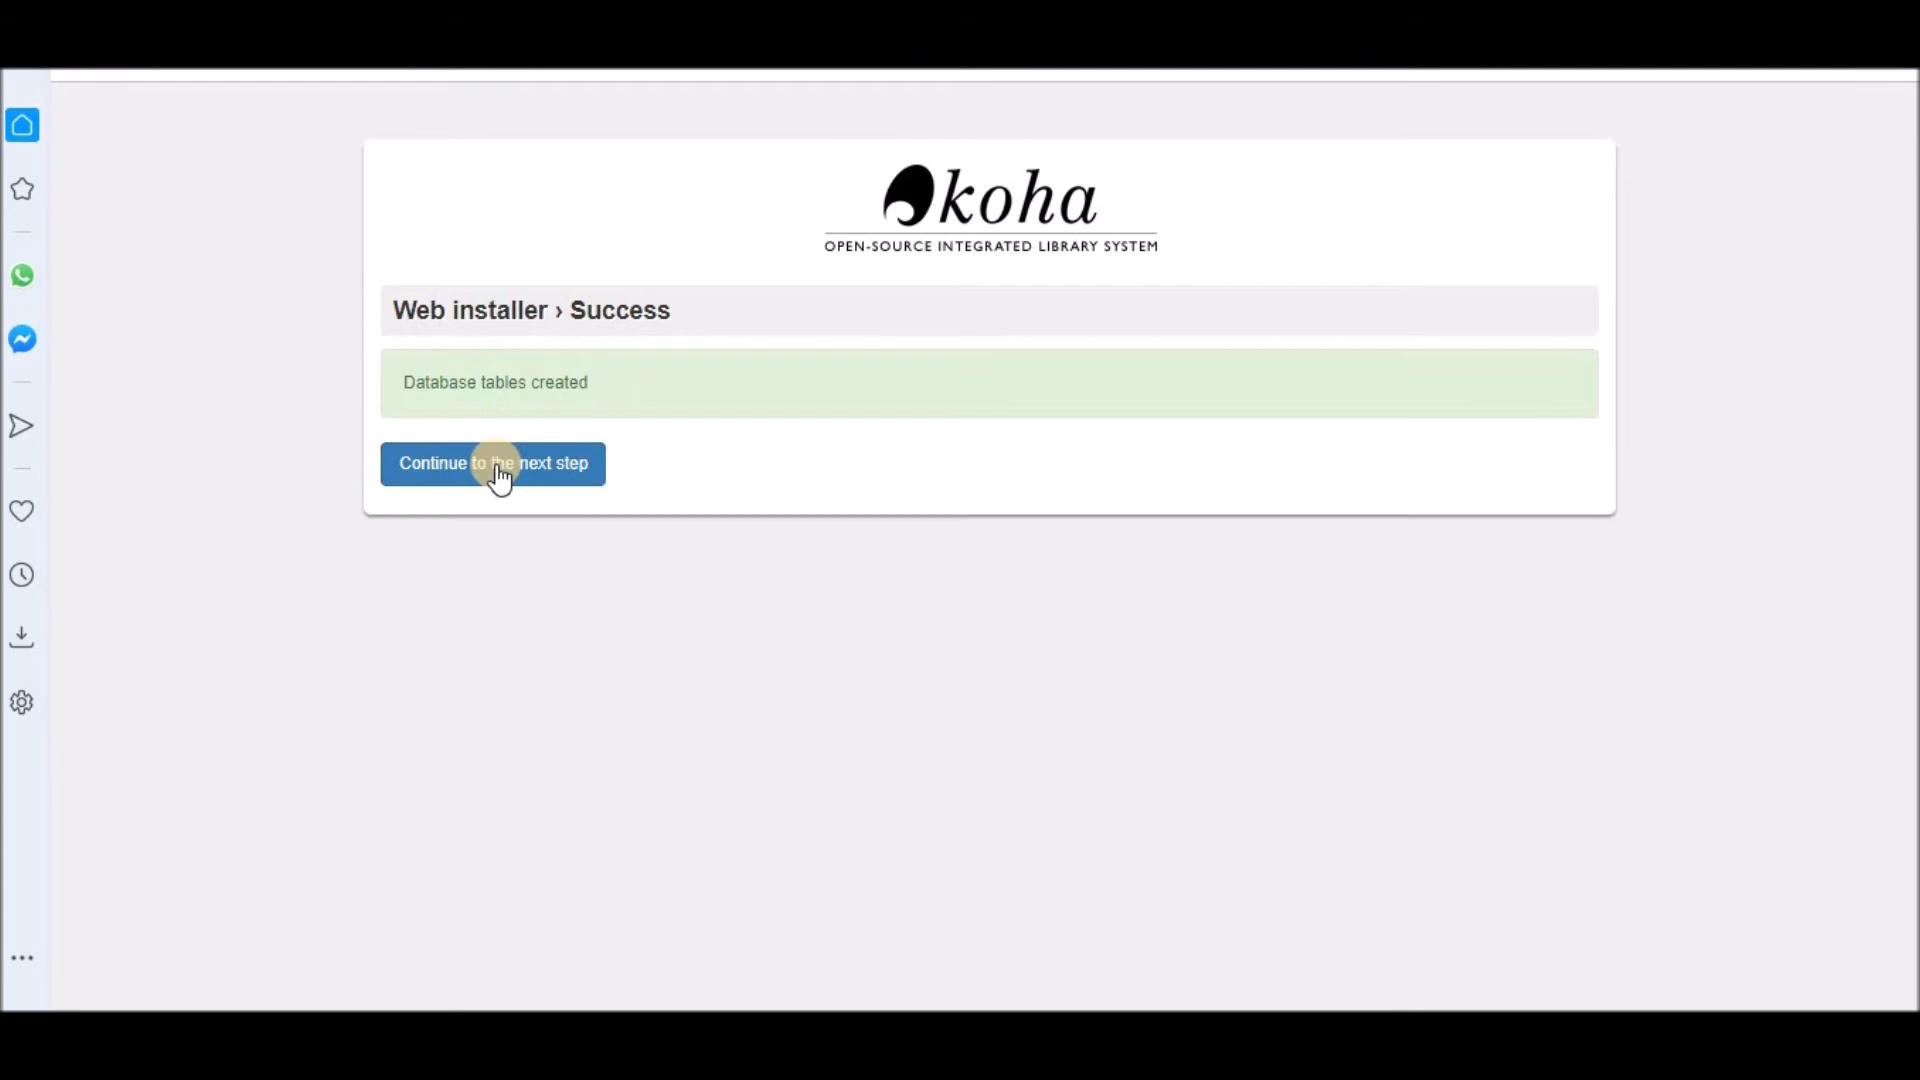 koha
OPEN-SOURCE INTEGRATED LIBRARY SYSTEM
Web installer › Success
Database tables created
Continue to the next step